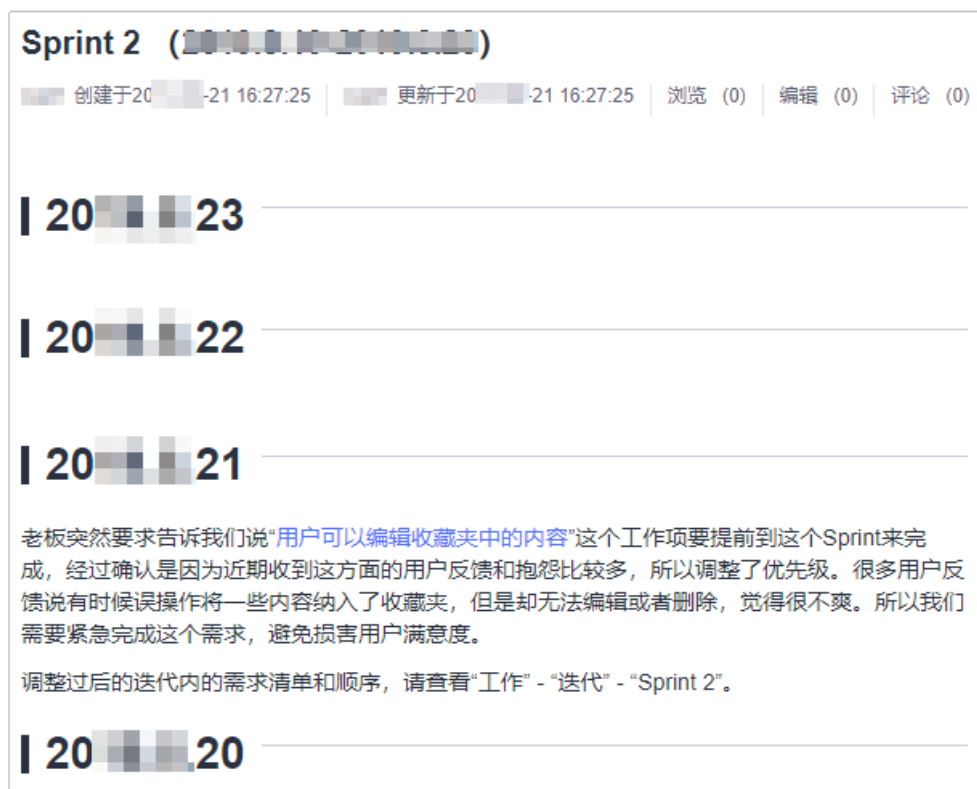 Sprint 2
创建于20 -21 16:27:25 更新于20 -21 16:27:25 浏览 (0) 编辑 (0) 评论 (0)
20 23
20 22
20 21
老板突然要求告诉我们说“用户可以编辑收藏夹中的内容”这个工作项要提前到这个Sprint来完
成，经过确认是因为近期收到这方面的用户反馈和抱怨比较多，所以调整了优先级。很多用户反
馈说有时候误操作将一些内容纳入了收藏夹，但是却无法编辑或者删除，觉得很不爽。所以我们
需要紧急完成这个需求，避免损害用户满意度。
调整过后的迭代内的需求清单和顺序，请查看“工作” - “迭代” - “Sprint 2”。
20 .20